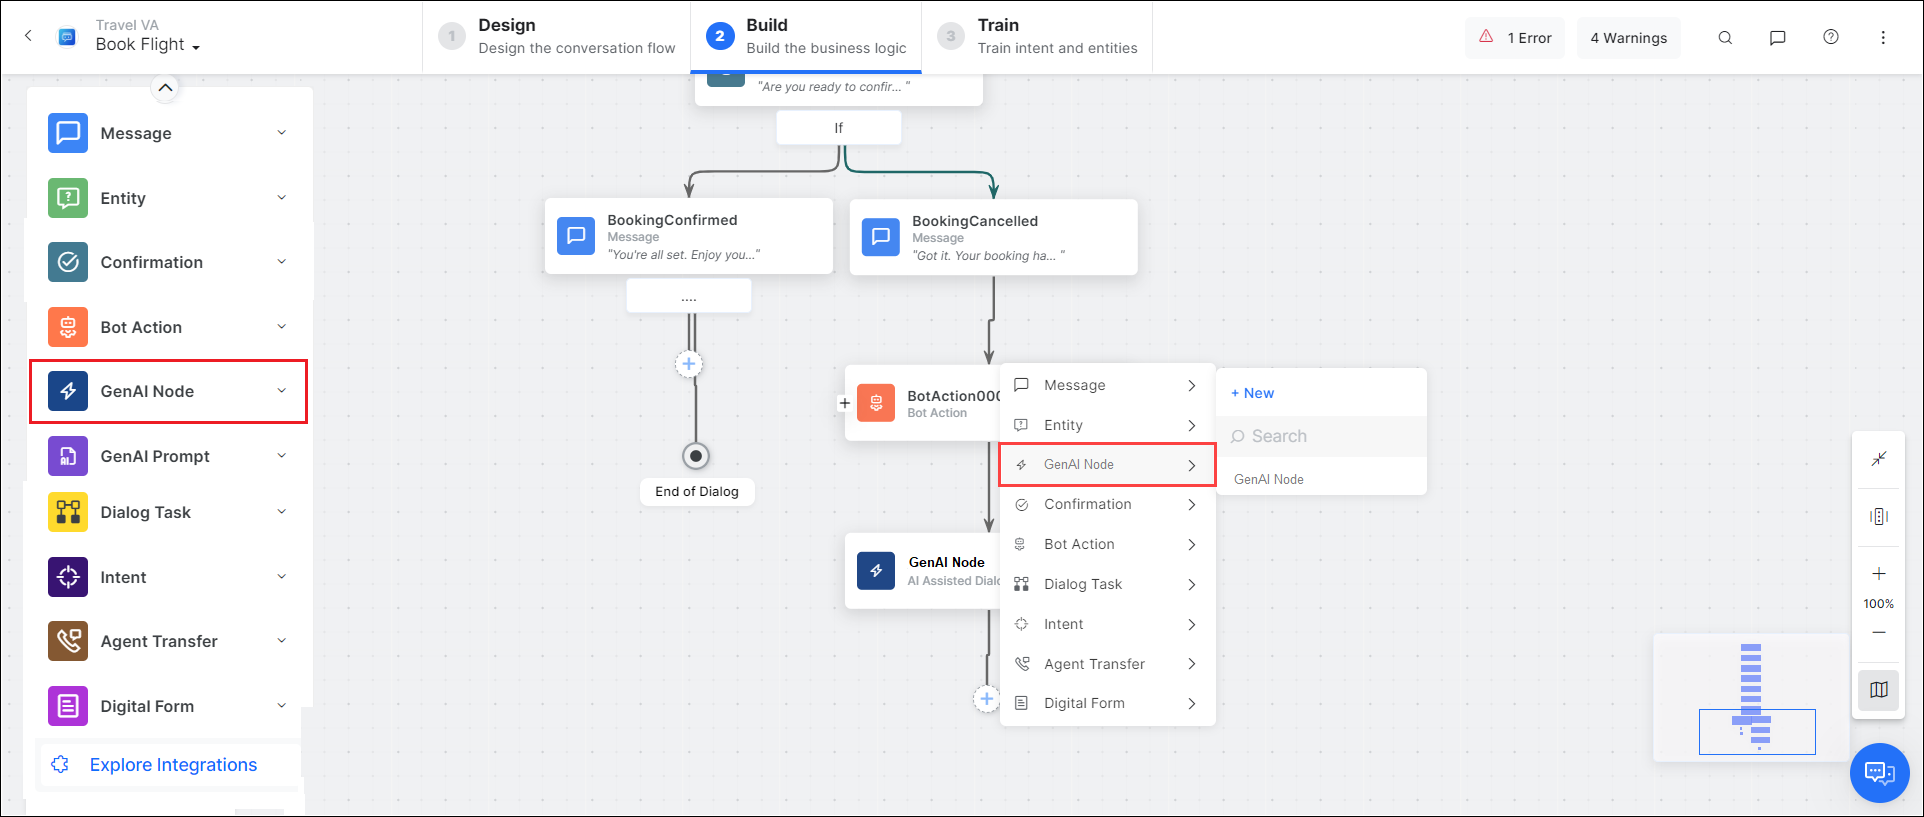 Travel VA
Book Flight
1
Design
Design the conversation flow
2
Build
Build the business logic
3
Train
Train intent and entities
1 Error
4 Warnings
Message
Entity
Confirmation
Bot Action
GenAI Node
GenAI Prompt
Dialog Task
Intent
Agent Transfer
Digital Form
Explore Integrations
"Are you ready to confir... "
If
BookingConfirmed
Message
"You're all set. Enjoy you..."
....
End of Dialog
BookingCancelled
Message
"Got it. Your booking ha... "
BotAction000
Bot Action
GenAI Node
AI Assisted Dialo
Message
Entity
GenAI Node
Confirmation
Bot Action
Dialog Task
Intent
Agent Transfer
Digital Form
+ New
Search
GenAI Node
100%